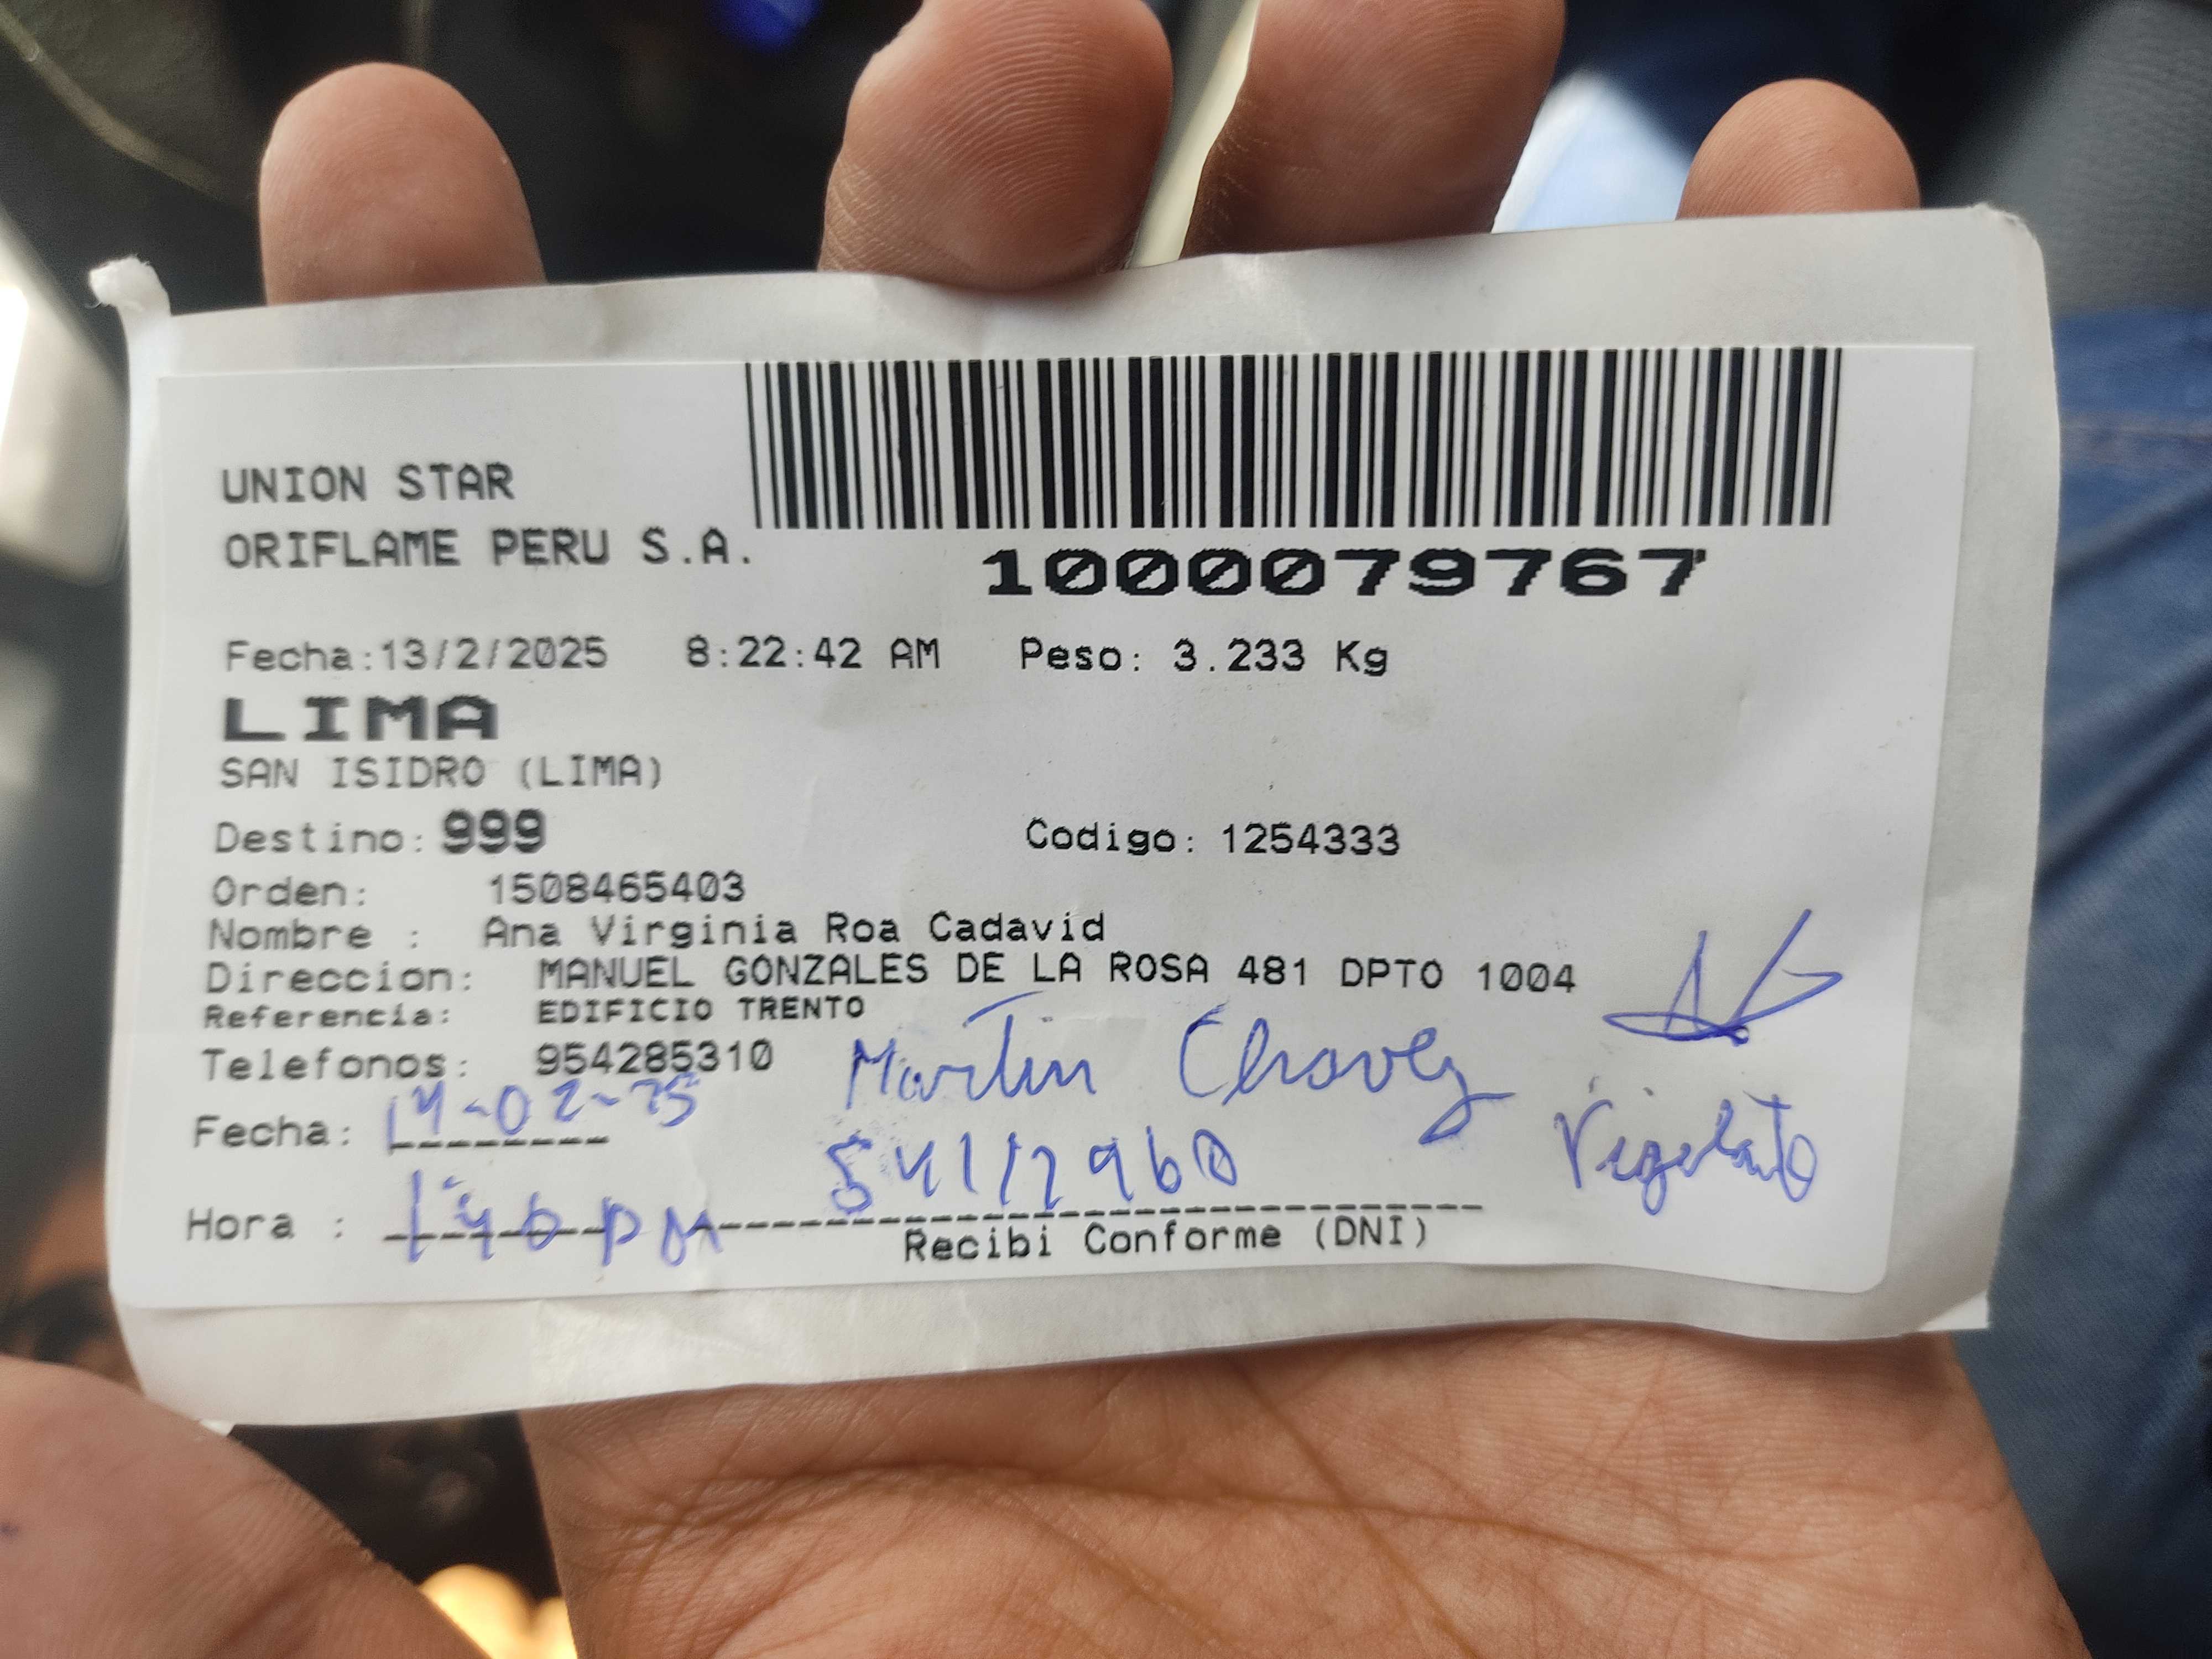 UNION STAR
ORIFLAME PERU S.A.
1000079767
Fecha:13/2/2025 8:22:42 AM Peso: 3.233 Kg
LIMA
SAN ISIDRO (LIMA)
Destino: 999 Codigo: 1254333
Orden: 1508465403
Nombre : Ana Virginia Roa Cadavid
Direccion: MANUEL GONZALES DE LA ROSA 481 DPTO 1004
Referencia: EDIFICIO TRENTO
Telefonos: 954285310 Martin Chavez
Fecha: 14-02-25
Hora : 1:40 PM
Recibi Conforme (DNI)